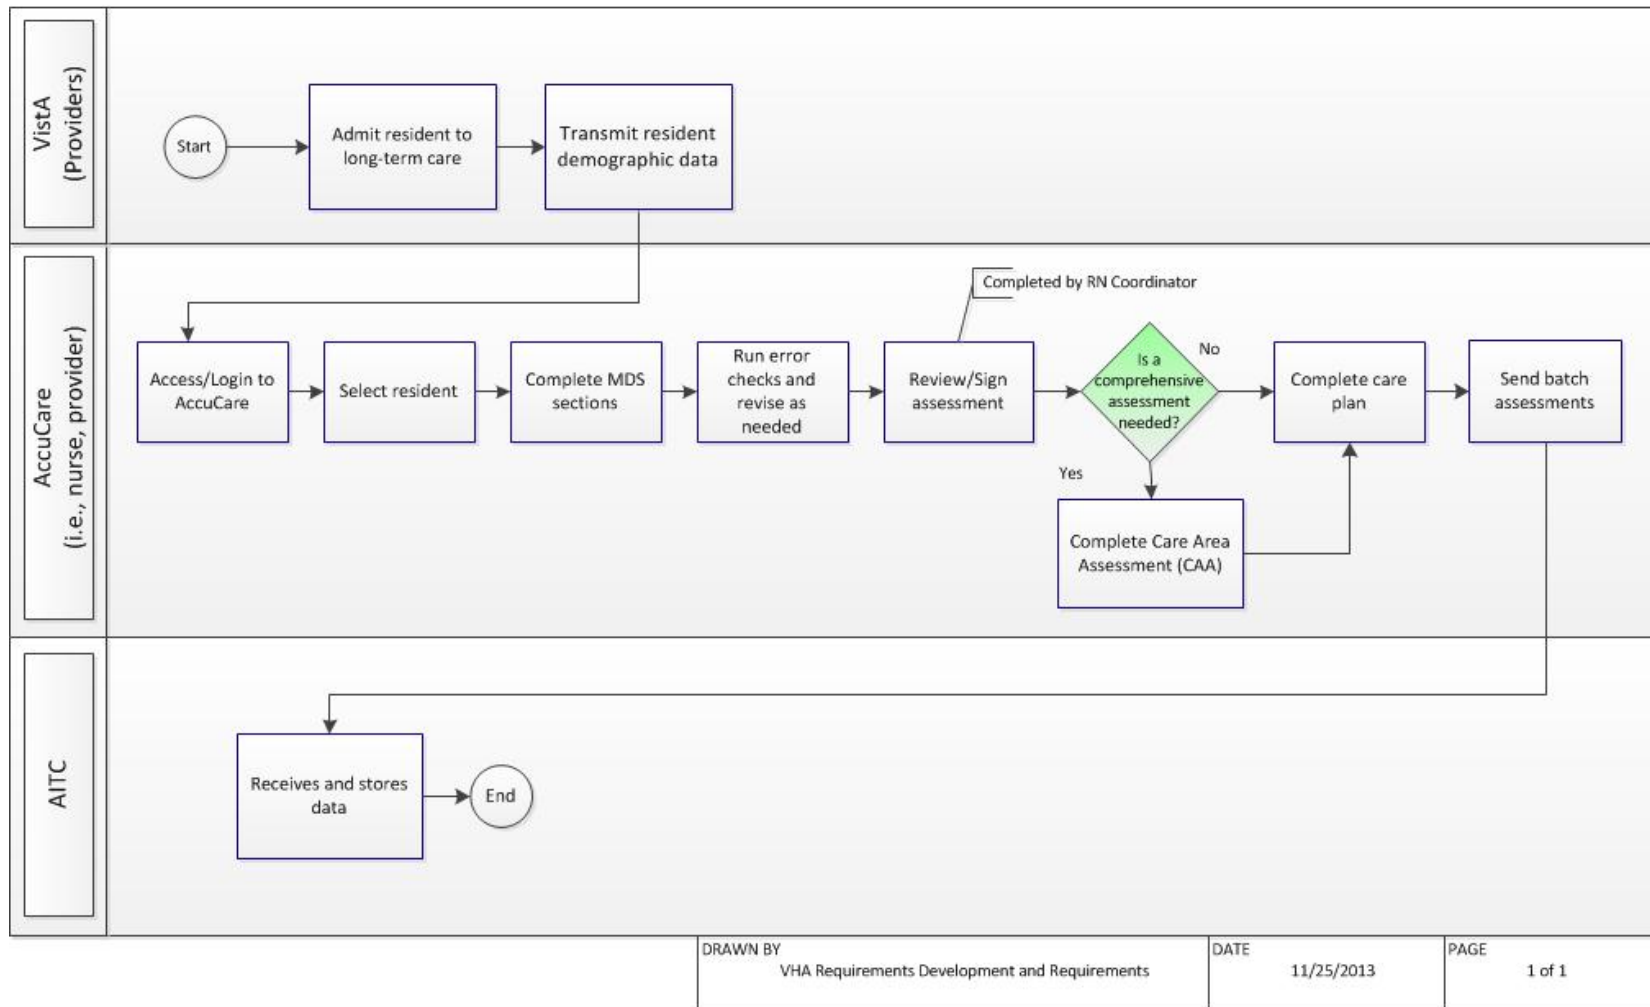 VistA
(Providers)
Start
Admit resident to
long-term care
Transmit resident
demographic data
AccuCare
(i.e., nurse, provider)
Completed by RN Coordinator
Access/Login to
AccuCare
Select resident
Complete MDS
sections
Run error
checks and
revise as
needed
Review/Sign
assessment
Is a
comprehensive
assessment
needed?
No
Yes
Complete Care Area
Assessment (CAA)
Complete care
plan
Send batch
assessments
AITC
Receives and stores
data
End
DRAWN BY
VHA Requirements Development and Requirements
DATE
11/25/2013
PAGE
1 of 1